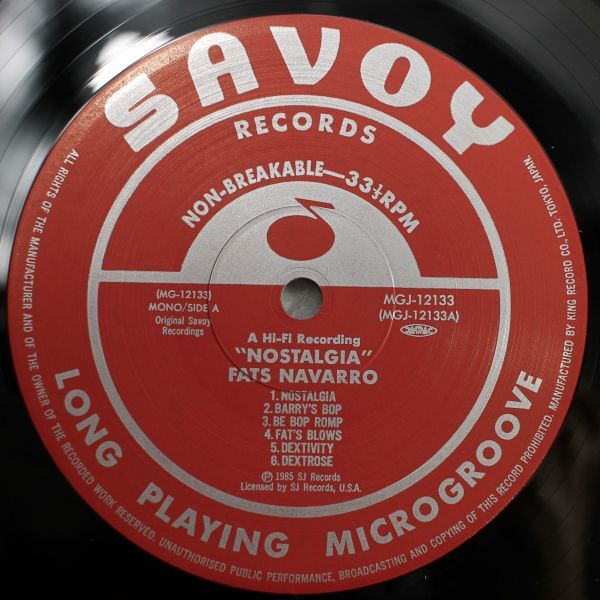 SAVOY
RECORDS
NON-BREAKABLE—33⅓RPM
(MG-12133)
MONO/SIDE A
Original Savoy
Recordings
MGJ-12133
(MGJ-12133A)
A Hi-Fi Recording
"NOSTALGIA"
FATS NAVARRO
1. NOSTALGIA
2. BARRY'S BOP
3. BE BOP ROMP
4. FAT'S BLOWS
5. DEXTIVITY
6. DEXTROSE
Ⓟ 1985 SJ Records
Licensed by SJ Records, U.S.A.
LONG PLAYING MICROGROOVE
ALL RIGHTS OF THE MANUFACTURER AND OF THE OWNER OF THE RECORDED WORK RESERVED. UNAUTHORISED PUBLIC PERFORMANCE, BROADCASTING AND COPYING OF THIS RECORD PROHIBITED. MANUFACTURED BY KING RECORD CO., LTD. TOKYO, JAPAN.